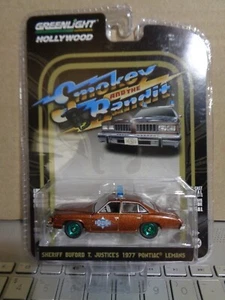 GREENLIGHT
HOLLYWOOD
Smokey
AND THE
Bandit
SHERIFF BUFORD T. JUSTICE'S 1977 PONTIAC LEMANS